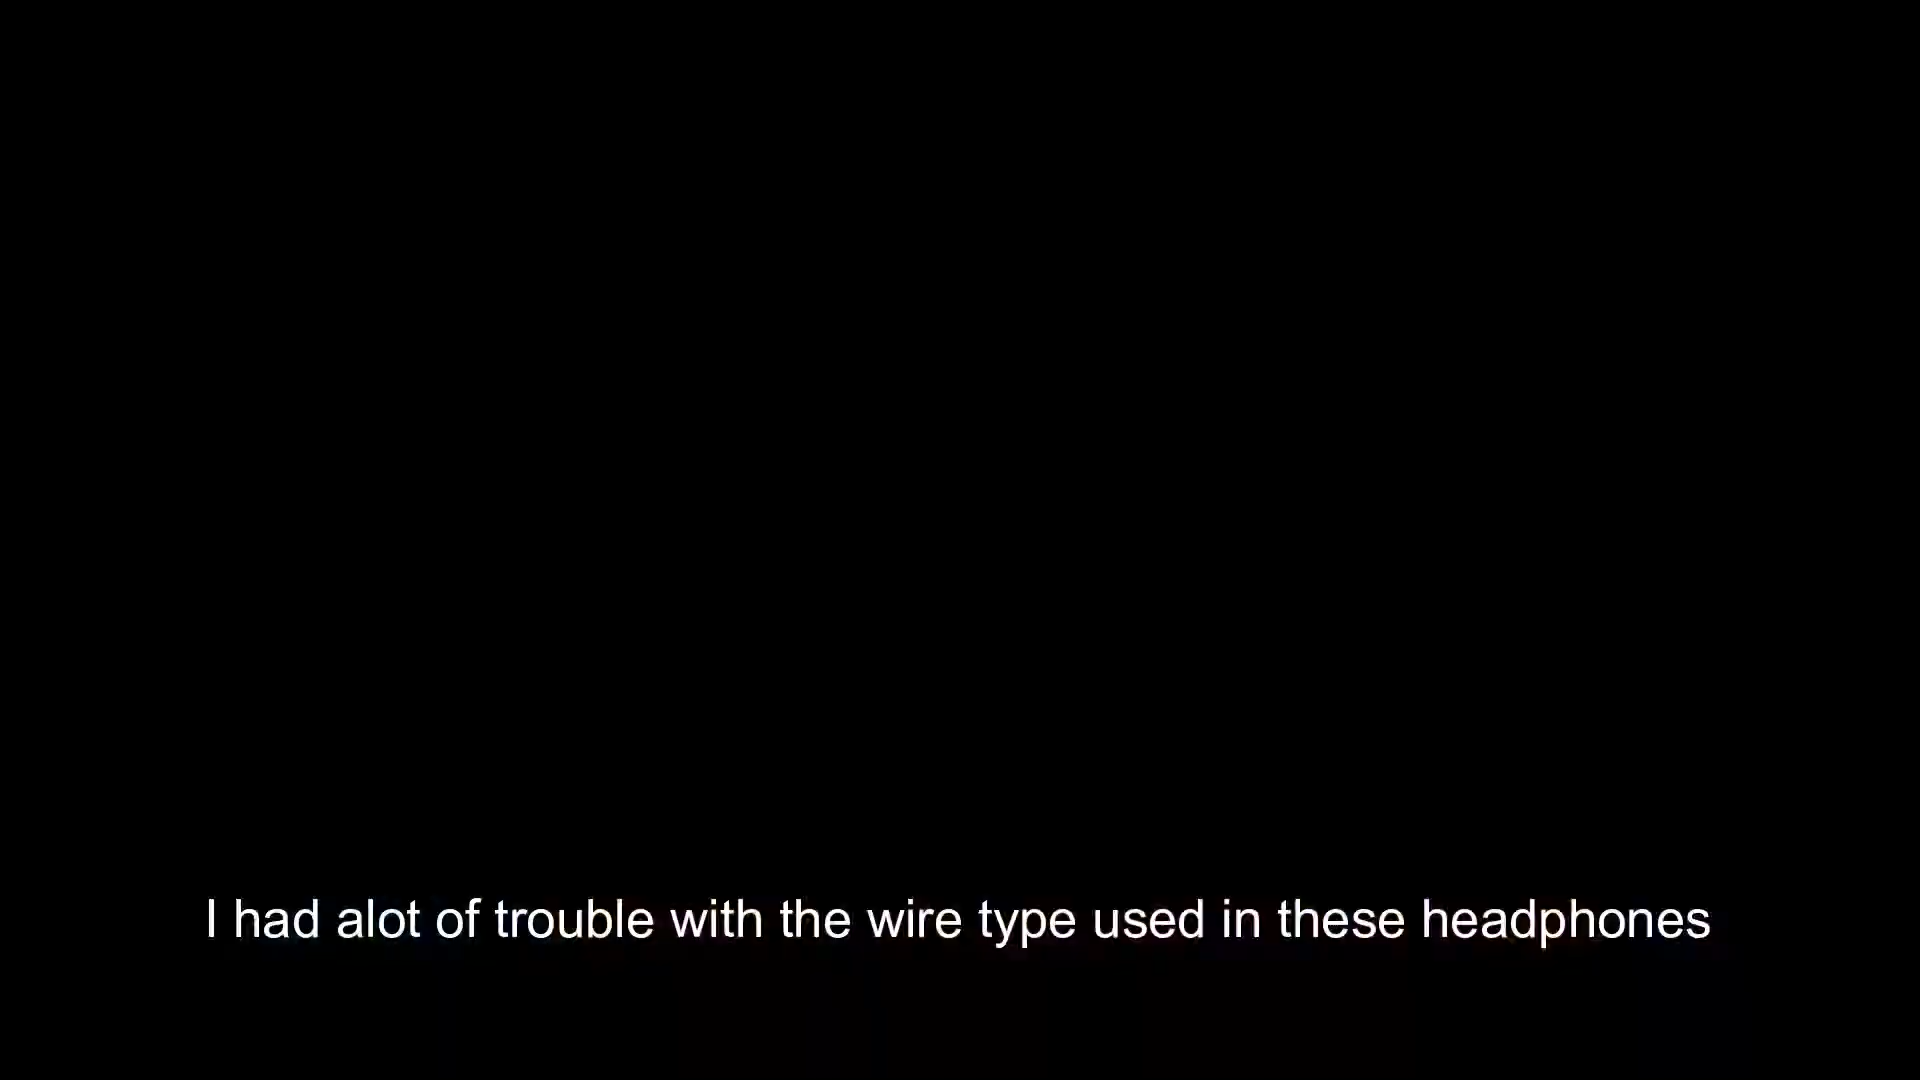 I had alot of trouble with the wire type used in these headphones